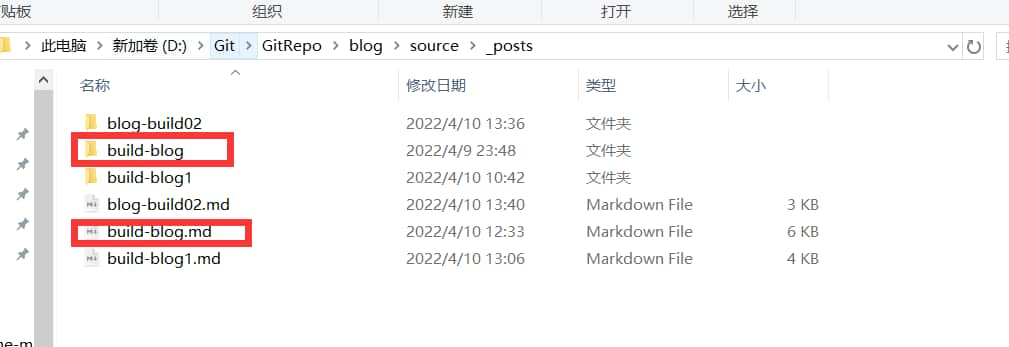 贴板 组织 新建 打开 选择
此电脑 新加卷 (D:) Git GitRepo blog source _posts
名称 修改日期 类型 大小
blog-build02 2022/4/10 13:36 文件夹
build-blog 2022/4/9 23:48 文件夹
build-blog1 2022/4/10 10:42 文件夹
blog-build02.md 2022/4/10 13:40 Markdown File 3 KB
build-blog.md 2022/4/10 12:33 Markdown File 6 KB
build-blog1.md 2022/4/10 13:06 Markdown File 4 KB
ne-m